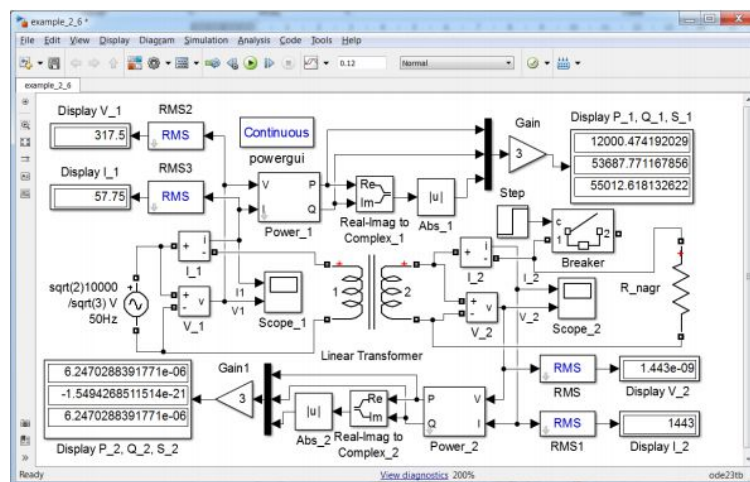 example_2_6 *
File Edit View Display Diagram Simulation Analysis Code Tools Help
0.12 Normal
example_2_6
Display V_1
317.5
RMS2
RMS
Display I_1
57.75
RMS3
RMS
Continuous
powergui
V P
I Q
Power_1
Re
Im
Real-Imag to
Complex_1
|u|
Abs_1
Gain
3
Display P_1, Q_1, S_1
12000.474192029
53687.771167856
55012.618132622
Step
c
1 2
Breaker
sqrt(2)10000
/sqrt(3) V
50Hz
+ i
-
I_1
+ v
-
V_1
I1
V1
Scope_1
+ +
1 2
Linear Transformer
+ i
-
I_2
+ v
-
V_2
I_2
V_2
Scope_2
R_nagr
+
6.2470288391771e-06
-1.5494268511514e-21
6.2470288391771e-06
Display P_2, Q_2, S_2
Gain1
3
|u|
Abs_2
Re
Im
Real-Imag to
Complex_2
P V
Q I
Power_2
RMS
RMS
1.443e-09
Display V_2
RMS
RMS1
1443
Display I_2
Ready View diagnostics 200% ode23tb